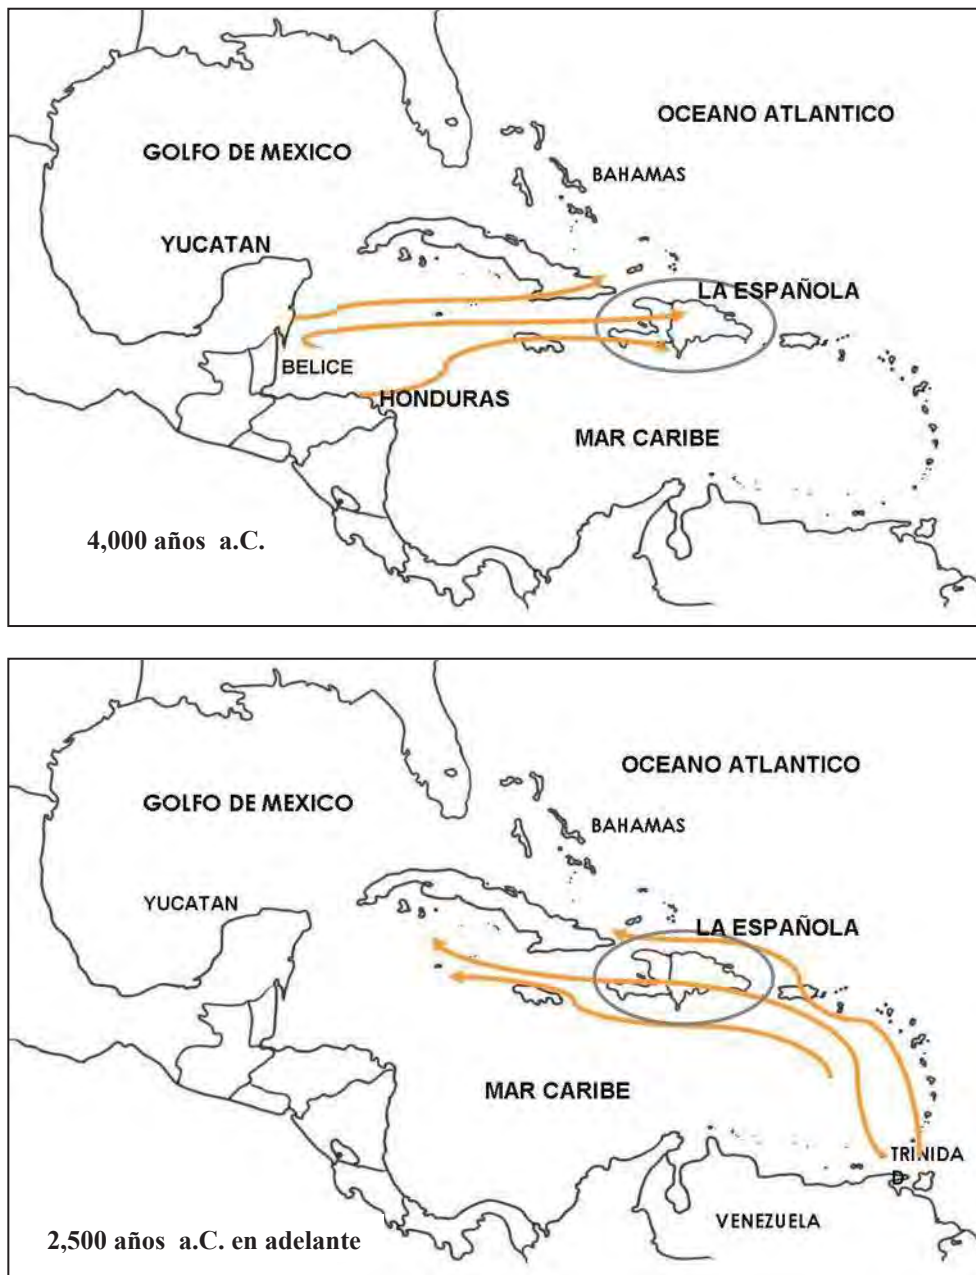 OCEANO ATLANTICO
GOLFO DE MEXICO
BAHAMAS
YUCATAN
LA ESPAÑOLA
BELICE
HONDURAS
MAR CARIBE
4,000 años a.C.
OCEANO ATLANTICO
GOLFO DE MEXICO
BAHAMAS
YUCATAN
LA ESPAÑOLA
MAR CARIBE
TRINIDA
D
VENEZUELA
2,500 años a.C. en adelante